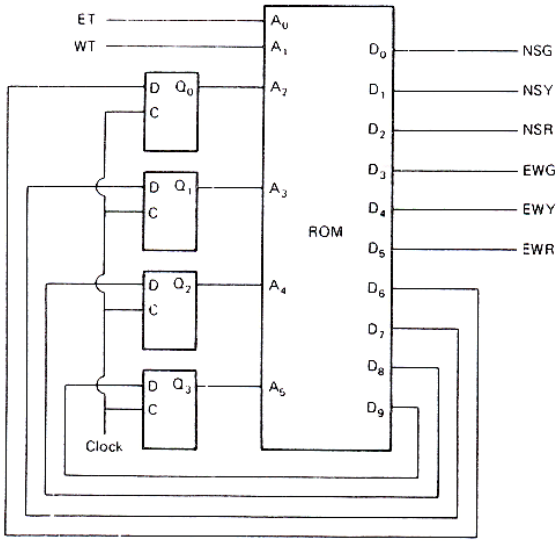 ET
WT
A₀
A₁
D Q₀ A₂
C
D Q₁ A₃
C
D Q₂ A₄
C
D Q₃ A₅
C
Clock
ROM
D₀ NSG
D₁ NSY
D₂ NSR
D₃ EWG
D₄ EWY
D₅ EWR
D₆
D₇
D₈
D₉